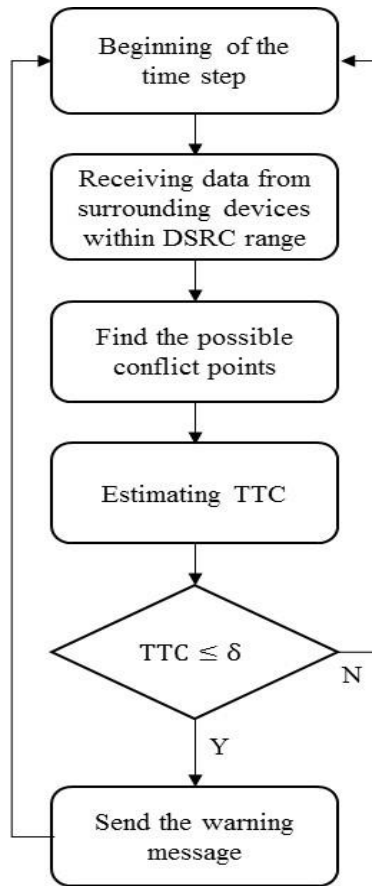 Beginning of the
time step
Receiving data from
surrounding devices
within DSRC range
Find the possible
conflict points
Estimating TTC
TTC ≤ δ
N
Y
Send the warning
message